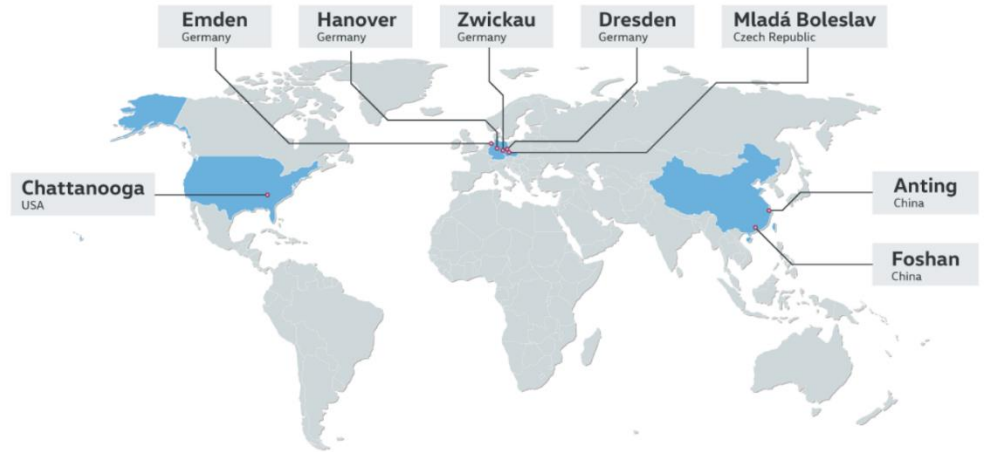 Emden
Germany
Hanover
Germany
Zwickau
Germany
Dresden
Germany
Mladá Boleslav
Czech Republic
Chattanooga
USA
Anting
China
Foshan
China